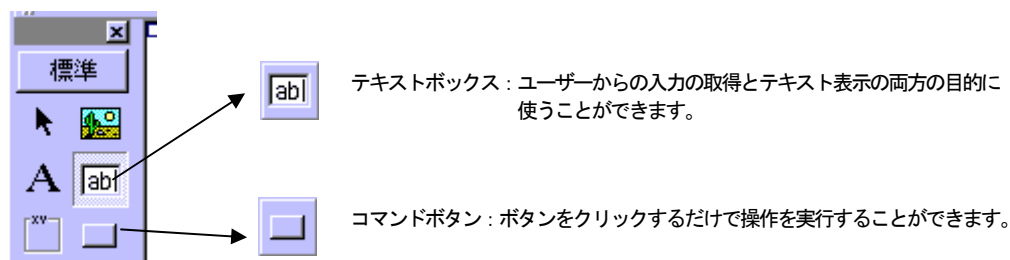 標準
A
abl
XY
abl
テキストボックス：ユーザーからの入力の取得とテキスト表示の両方の目的に
使うことができます。
コマンドボタン：ボタンをクリックするだけで操作を実行することができます。